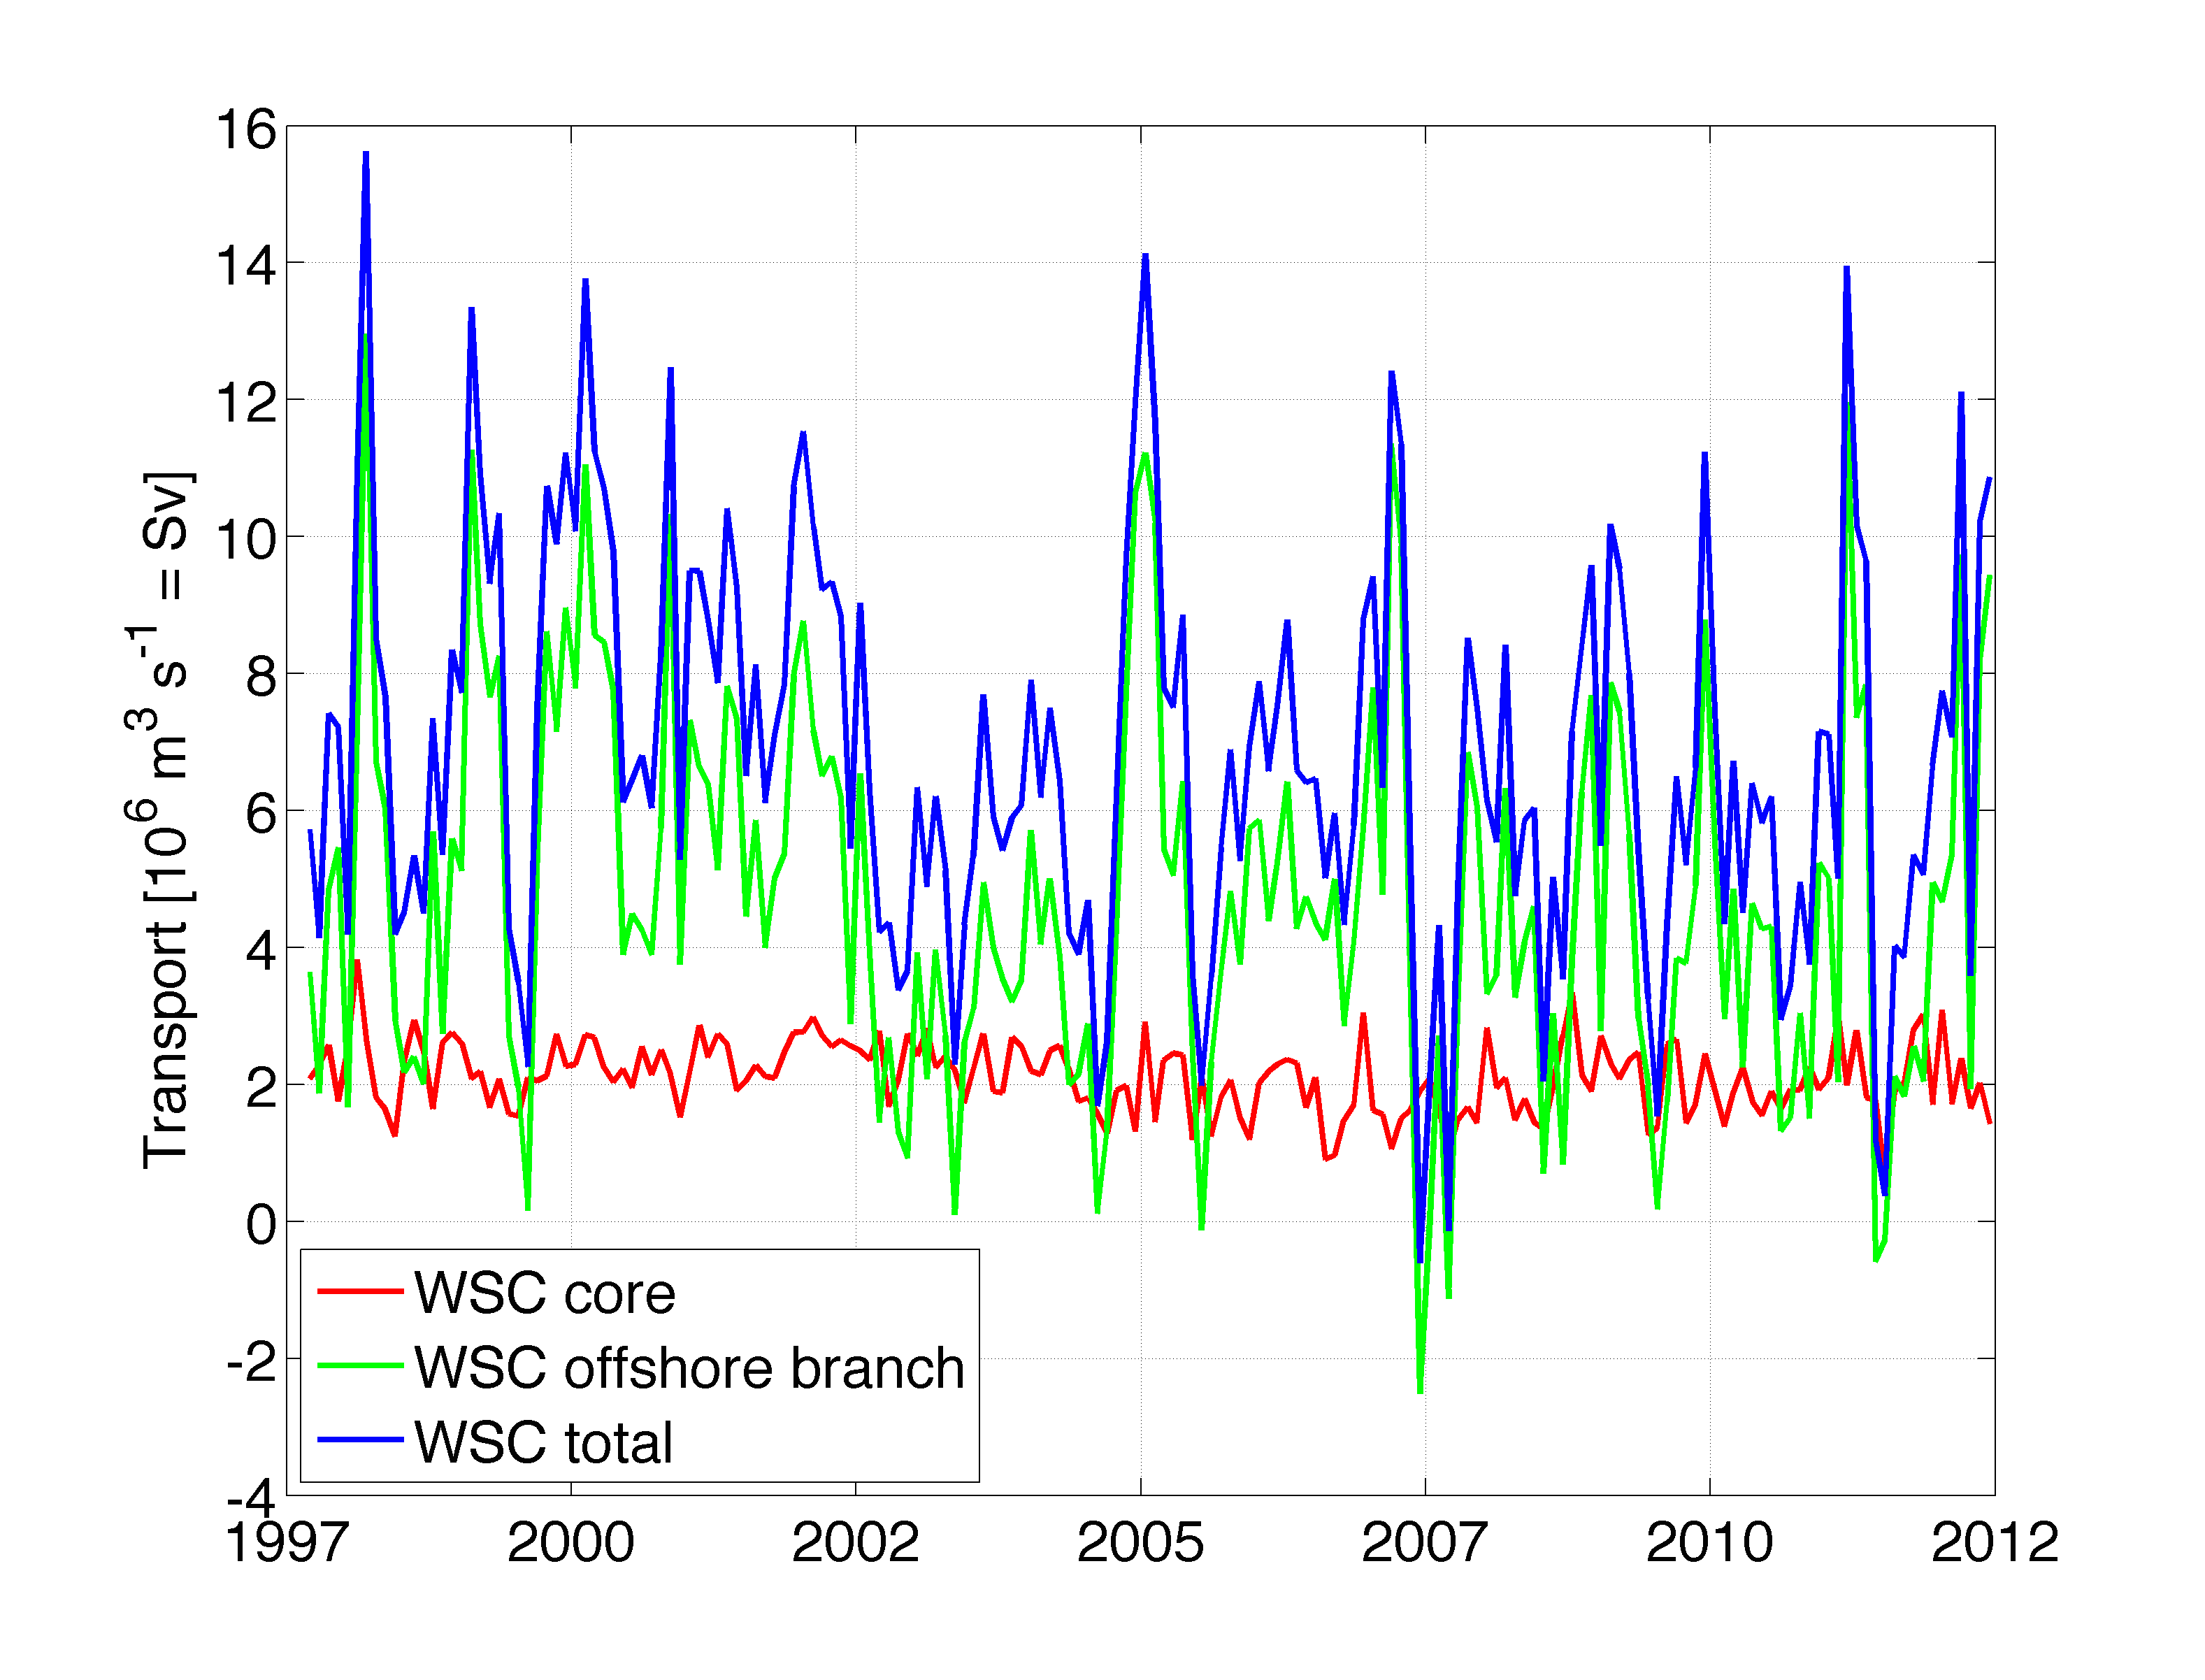 16
14
12
10
8
6
4
2
0
-2
-4
Transport [10⁶ m³ s⁻¹ = Sv]
WSC core
WSC offshore branch
WSC total
1997 2000 2002 2005 2007 2010 2012